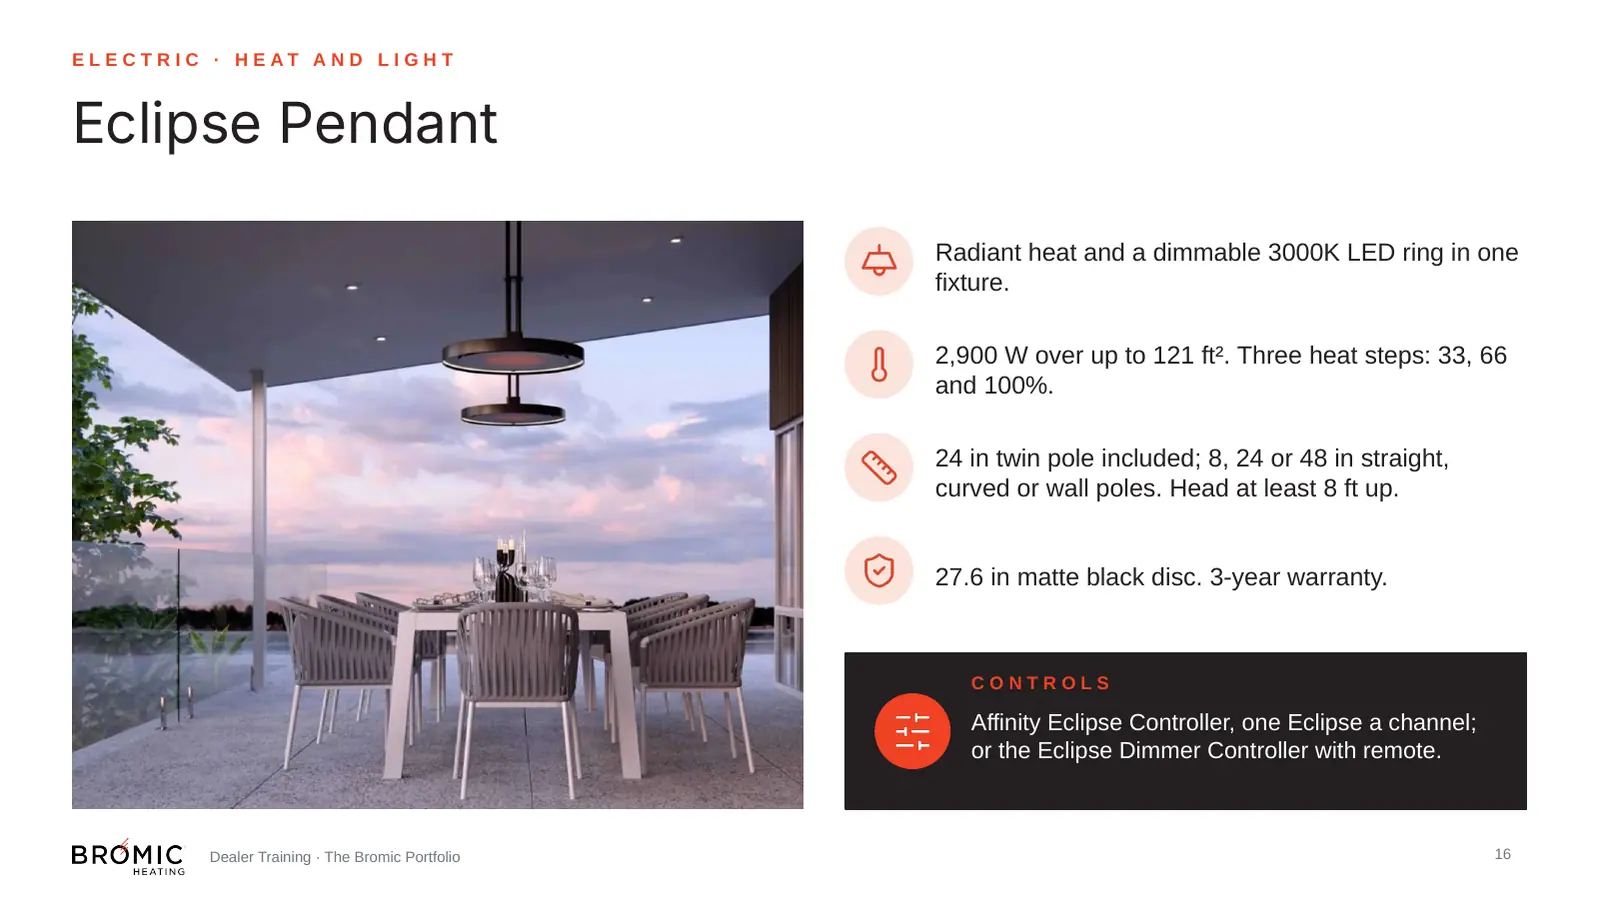 ELECTRIC · HEAT AND LIGHT
Eclipse Pendant
Radiant heat and a dimmable 3000K LED ring in one
fixture.
2,900 W over up to 121 ft². Three heat steps: 33, 66
and 100%.
24 in twin pole included; 8, 24 or 48 in straight,
curved or wall poles. Head at least 8 ft up.
27.6 in matte black disc. 3-year warranty.
CONTROLS
Affinity Eclipse Controller, one Eclipse a channel;
or the Eclipse Dimmer Controller with remote.
BROMIC
HEATING
Dealer Training · The Bromic Portfolio
16